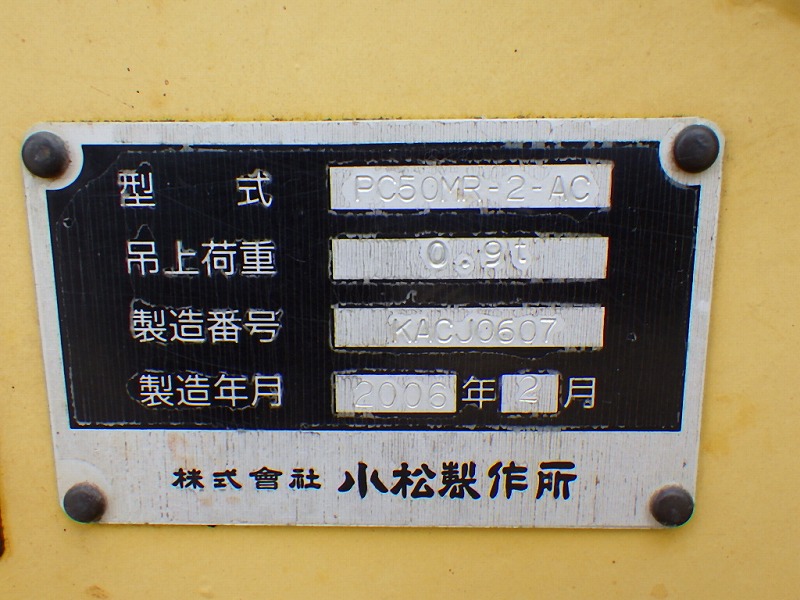 型 式 PC50MR-2-AC
吊上荷重 0.9t
製造番号 KACJ0607
製造年月 2006年2月
株式會社 小松製作所